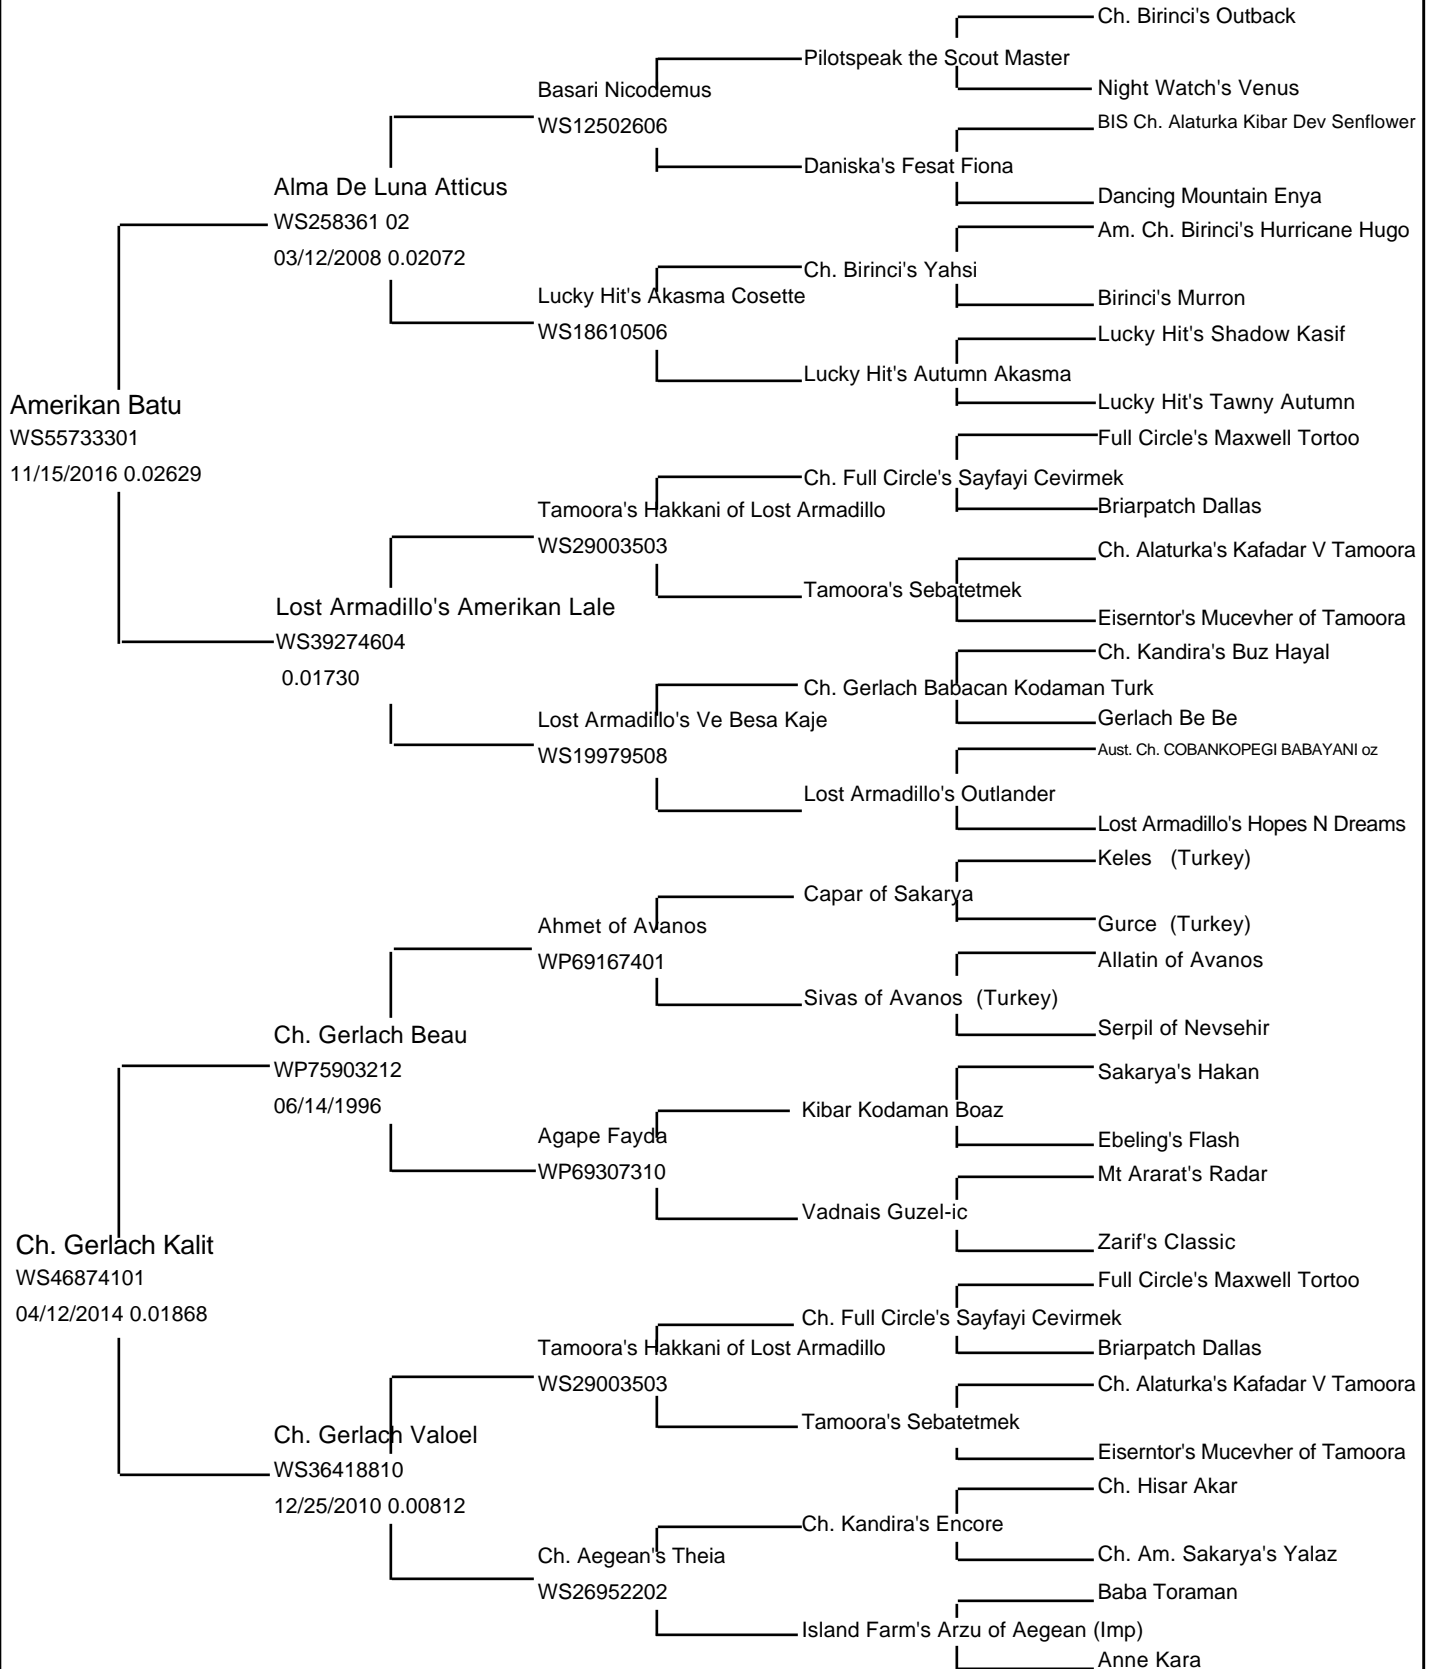 Ch. Birinci's Outback
Pilotspeak the Scout Master
Basari Nicodemus
Night Watch's Venus
WS12502606
BIS Ch. Alaturka Kibar Dev Senflower
Daniska's Fesat Fiona
Alma De Luna Atticus
Dancing Mountain Enya
WS258361 02
Am. Ch. Birinci's Hurricane Hugo
03/12/2008 0.02072
Ch. Birinci's Yahsi
Lucky Hit's Akasma Cosette
Birinci's Murron
WS18610506
Lucky Hit's Shadow Kasif
Lucky Hit's Autumn Akasma
Amerikan Batu
Lucky Hit's Tawny Autumn
WS55733301
Full Circle's Maxwell Tortoo
11/15/2016 0.02629
Ch. Full Circle's Sayfayi Cevirmek
Tamoora's Hakkani of Lost Armadillo
Briarpatch Dallas
WS29003503
Ch. Alaturka's Kafadar V Tamoora
Tamoora's Sebatetmek
Lost Armadillo's Amerikan Lale
Eiserntor's Mucevher of Tamoora
WS39274604
Ch. Kandira's Buz Hayal
0.01730
Ch. Gerlach Babacan Kodaman Turk
Lost Armadillo's Ve Besa Kaje
Gerlach Be Be
WS19979508
Aust. Ch. COBANKOPEGI BABAYANI oz
Lost Armadillo's Outlander
Lost Armadillo's Hopes N Dreams
Keles (Turkey)
Capar of Sakarya
Ahmet of Avanos
Gurce (Turkey)
WP69167401
Allatin of Avanos
Sivas of Avanos (Turkey)
Ch. Gerlach Beau
Serpil of Nevsehir
WP75903212
Sakarya's Hakan
06/14/1996
Kibar Kodaman Boaz
Agape Fayda
Ebeling's Flash
WP69307310
Mt Ararat's Radar
Vadnais Guzel-ic
Ch. Gerlach Kalit
Zarif's Classic
WS46874101
Full Circle's Maxwell Tortoo
04/12/2014 0.01868
Ch. Full Circle's Sayfayi Cevirmek
Tamoora's Hakkani of Lost Armadillo
Briarpatch Dallas
WS29003503
Ch. Alaturka's Kafadar V Tamoora
Tamoora's Sebatetmek
Ch. Gerlach Valoel
Eiserntor's Mucevher of Tamoora
WS36418810
Ch. Hisar Akar
12/25/2010 0.00812
Ch. Kandira's Encore
Ch. Aegean's Theia
Ch. Am. Sakarya's Yalaz
WS26952202
Baba Toraman
Island Farm's Arzu of Aegean (Imp)
Anne Kara